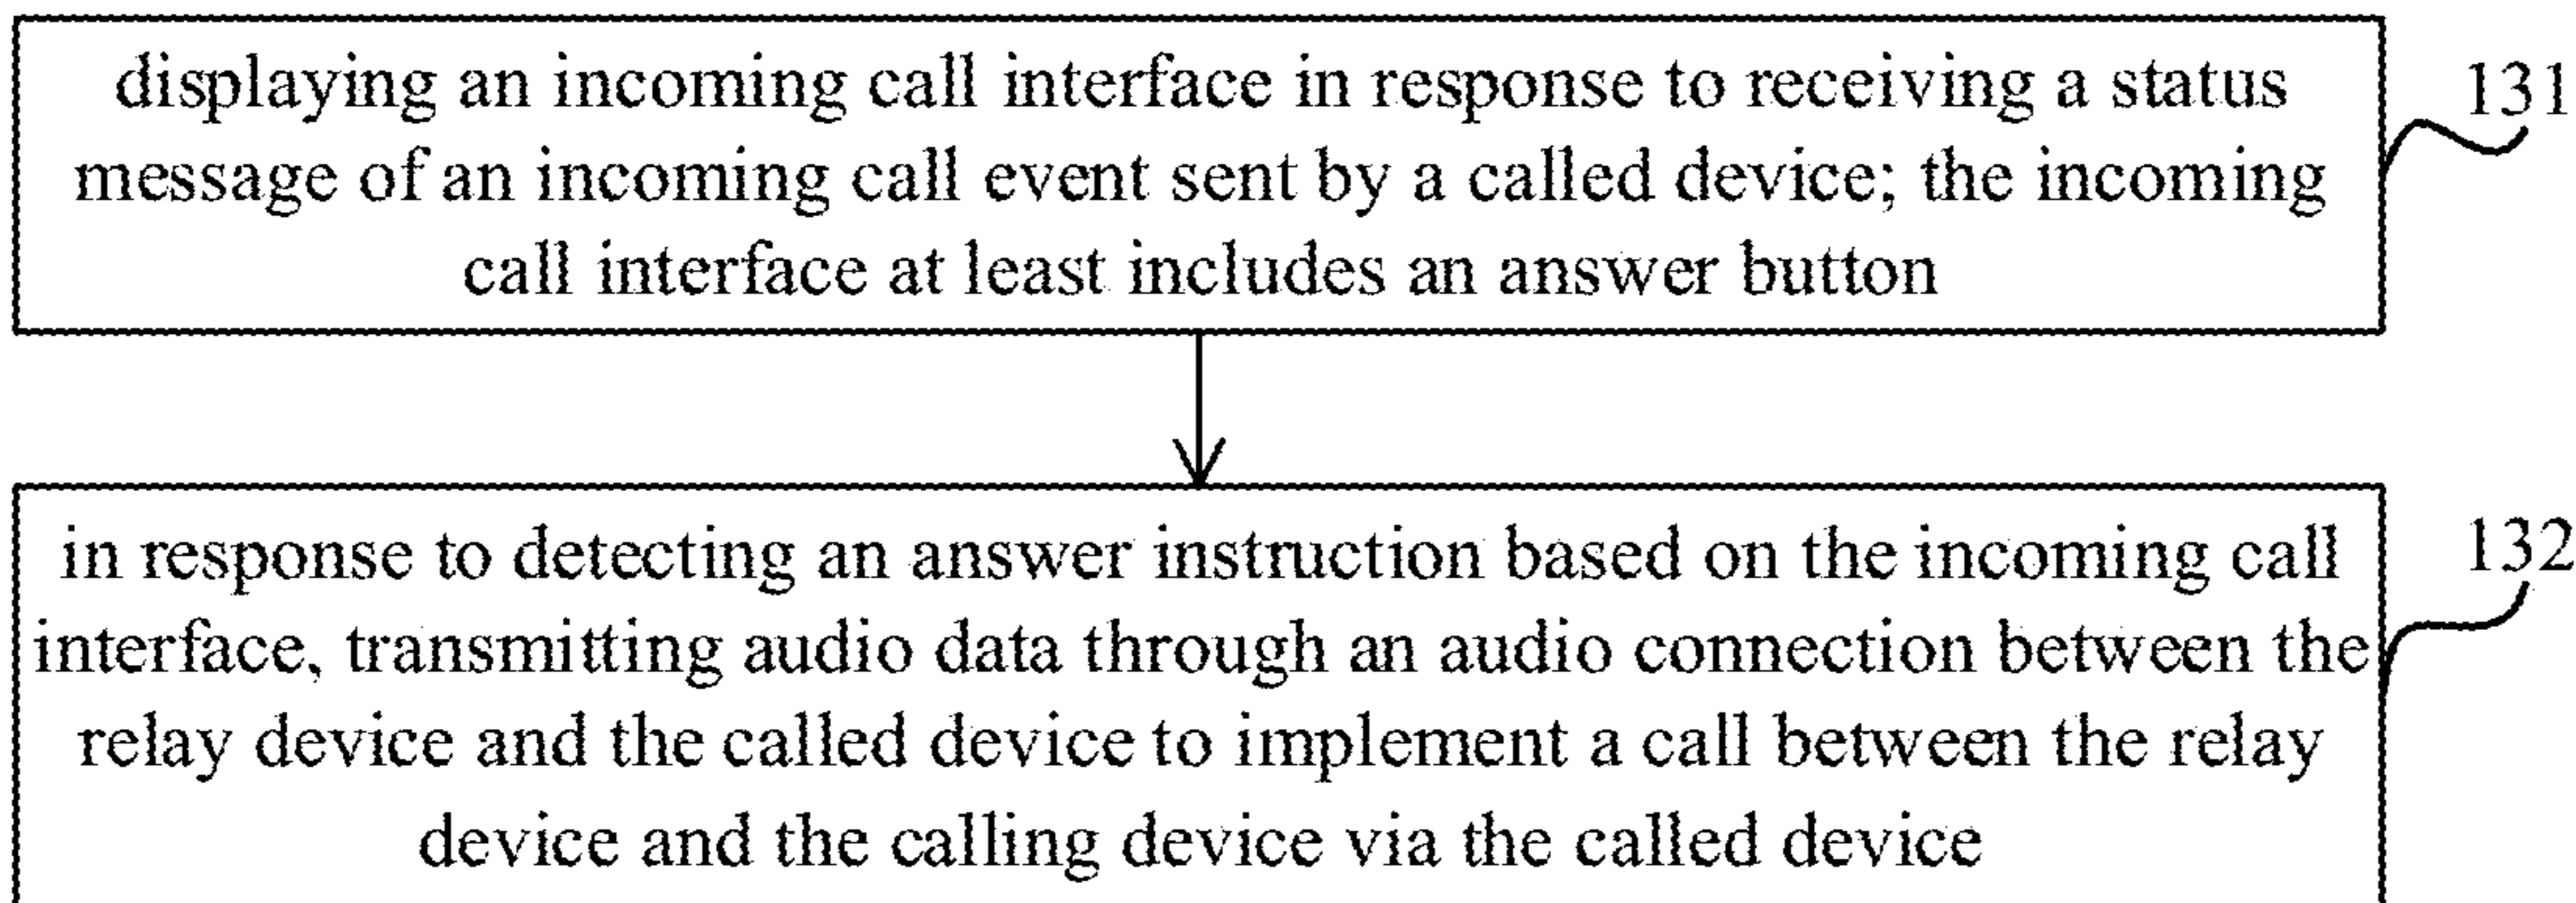 displaying an incoming call interface in response to receiving a status
message of an incoming call event sent by a called device; the incoming
call interface at least includes an answer button
131
in response to detecting an answer instruction based on the incoming call
interface, transmitting audio data through an audio connection between the
relay device and the called device to implement a call between the relay
device and the calling device via the called device
132